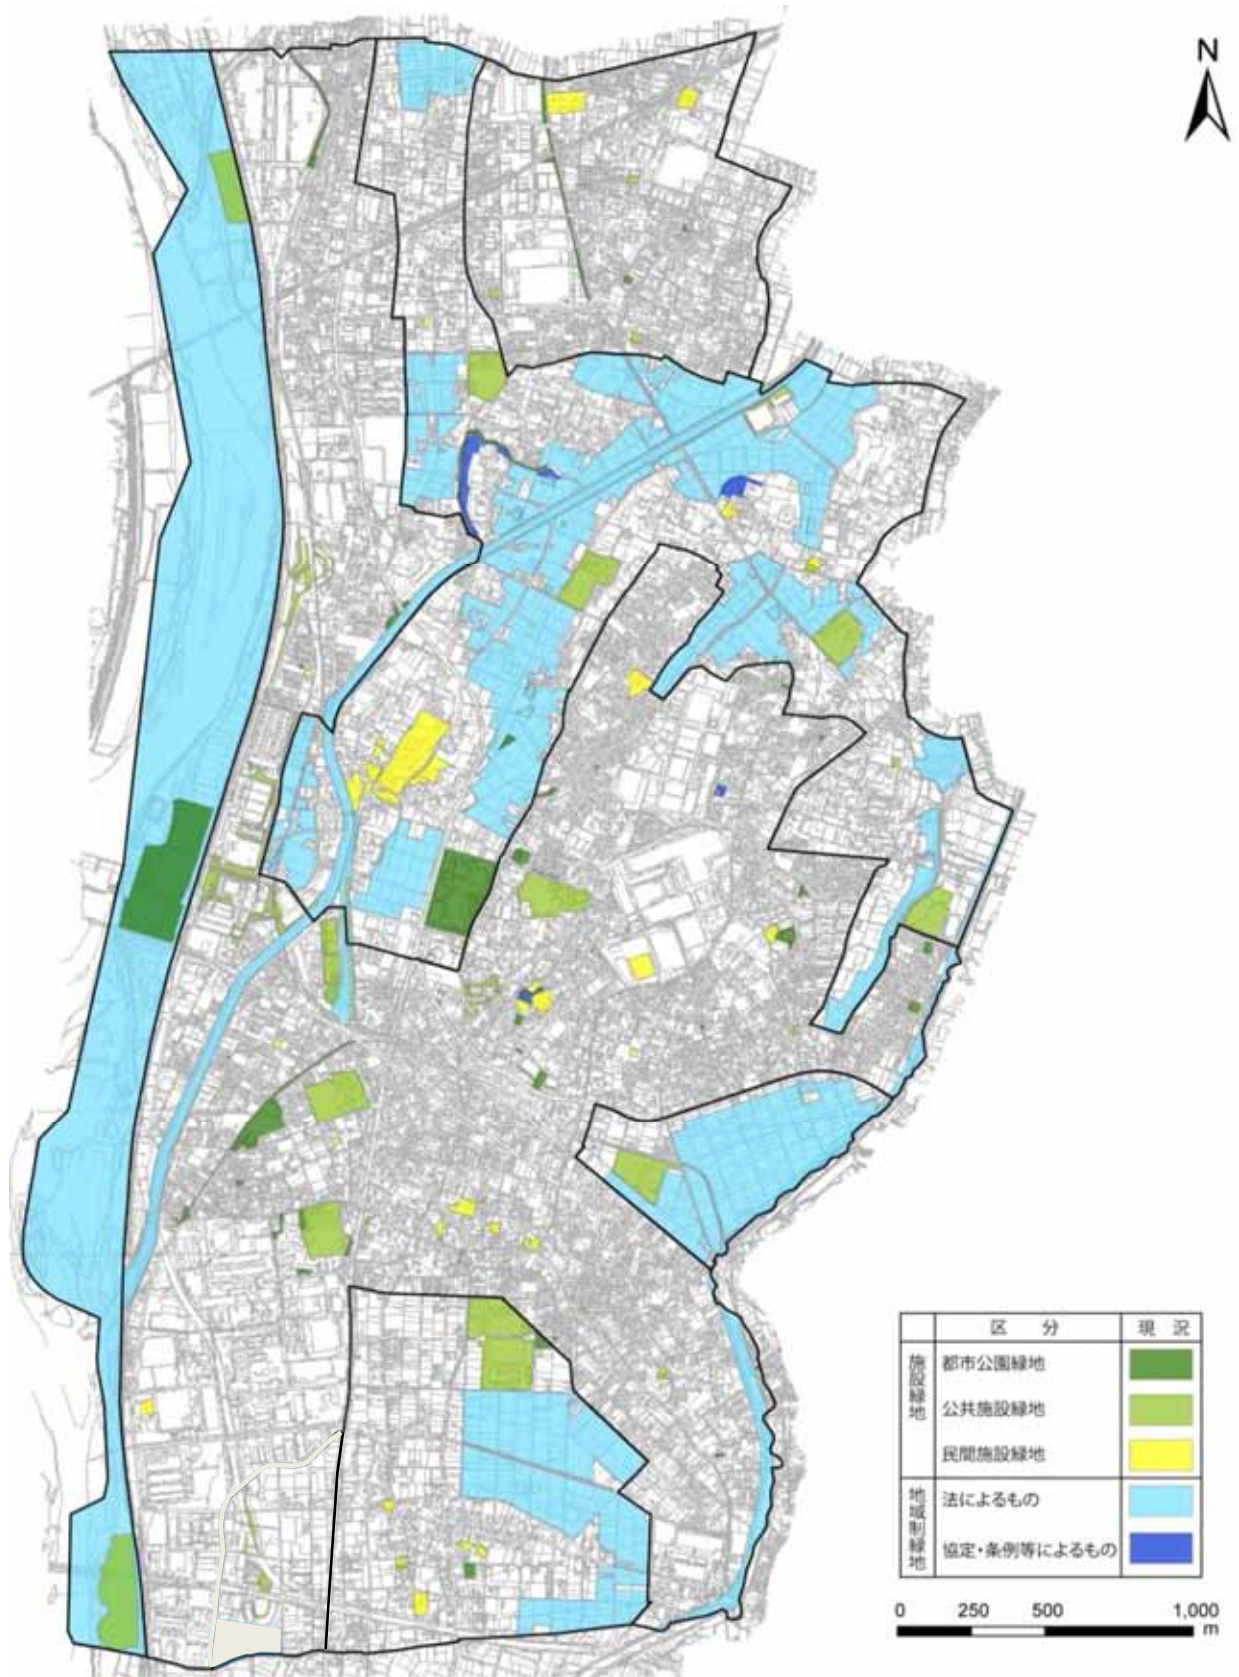 N
区 分 現 況
施設緑地
都市公園緑地
公共施設緑地
民間施設緑地
地域制緑地
法によるもの
協定・条例等によるもの
0 250 500 1,000
m